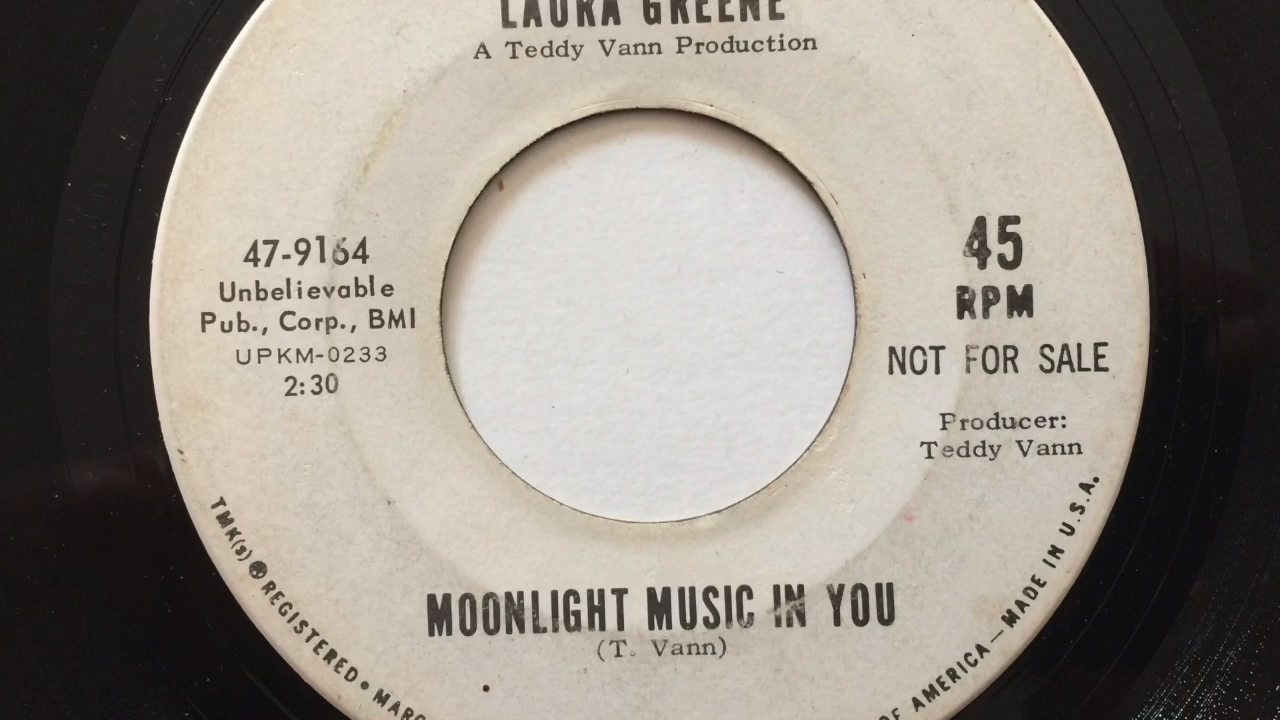 LAURA GREENE
A Teddy Vann Production
47-9164
Unbelievable
Pub., Corp., BMI
UPKM-0233
2:30
45
RPM
NOT FOR SALE
Producer:
Teddy Vann
MOONLIGHT MUSIC IN YOU
(T. Vann)
TMK(s) ® REGISTERED • MARC
OF AMERICA — MADE IN U.S.A.